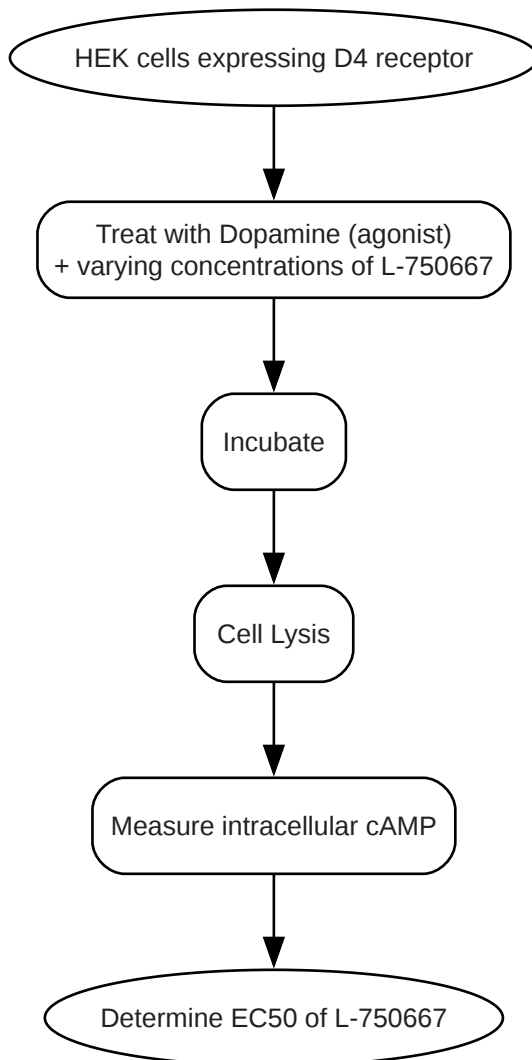 HEK cells expressing D4 receptor
Treat with Dopamine (agonist)
+ varying concentrations of L-750667
Incubate
Cell Lysis
Measure intracellular cAMP
Determine EC50 of L-750667